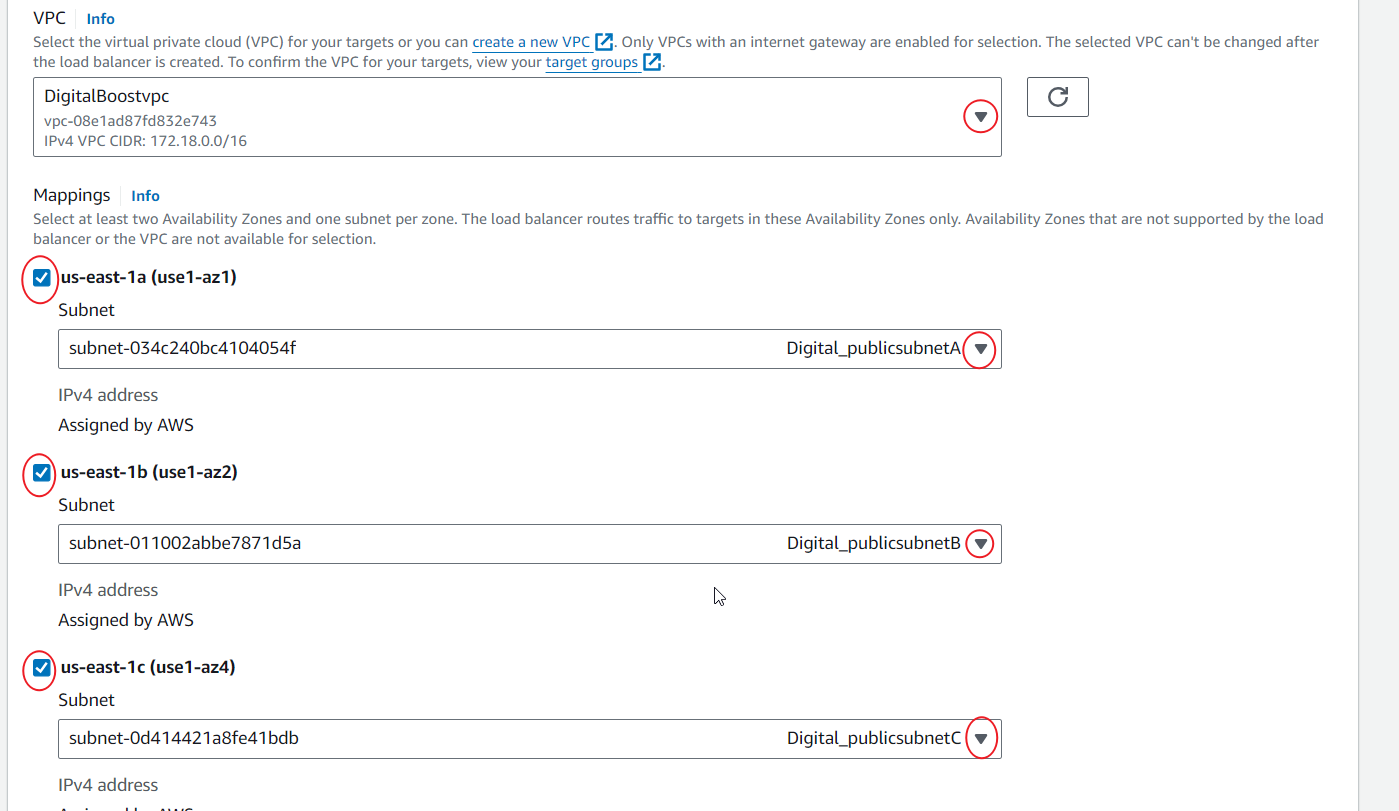 VPC Info
Select the virtual private cloud (VPC) for your targets or you can create a new VPC. Only VPCs with an internet gateway are enabled for selection. The selected VPC can't be changed after
the load balancer is created. To confirm the VPC for your targets, view your target groups.
DigitalBoostvpc
vpc-08e1ad87fd832e743
IPv4 VPC CIDR: 172.18.0.0/16
Mappings Info
Select at least two Availability Zones and one subnet per zone. The load balancer routes traffic to targets in these Availability Zones only. Availability Zones that are not supported by the load
balancer or the VPC are not available for selection.
us-east-1a (use1-az1)
Subnet
subnet-034c240bc4104054f Digital_publicsubnetA
IPv4 address
Assigned by AWS
us-east-1b (use1-az2)
Subnet
subnet-011002abbe7871d5a Digital_publicsubnetB
IPv4 address
Assigned by AWS
us-east-1c (use1-az4)
Subnet
subnet-0d414421a8fe41bdb Digital_publicsubnetC
IPv4 address